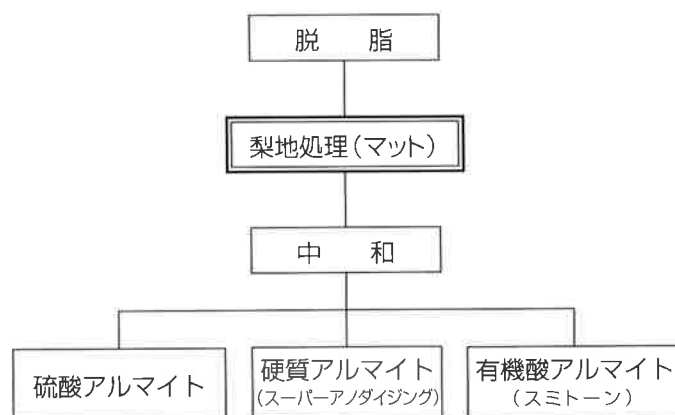 脱 脂
梨地処理(マット)
中 和
硫酸アルマイト
硬質アルマイト
(スーパーアノダイジング)
有機酸アルマイト
(スミトーン)